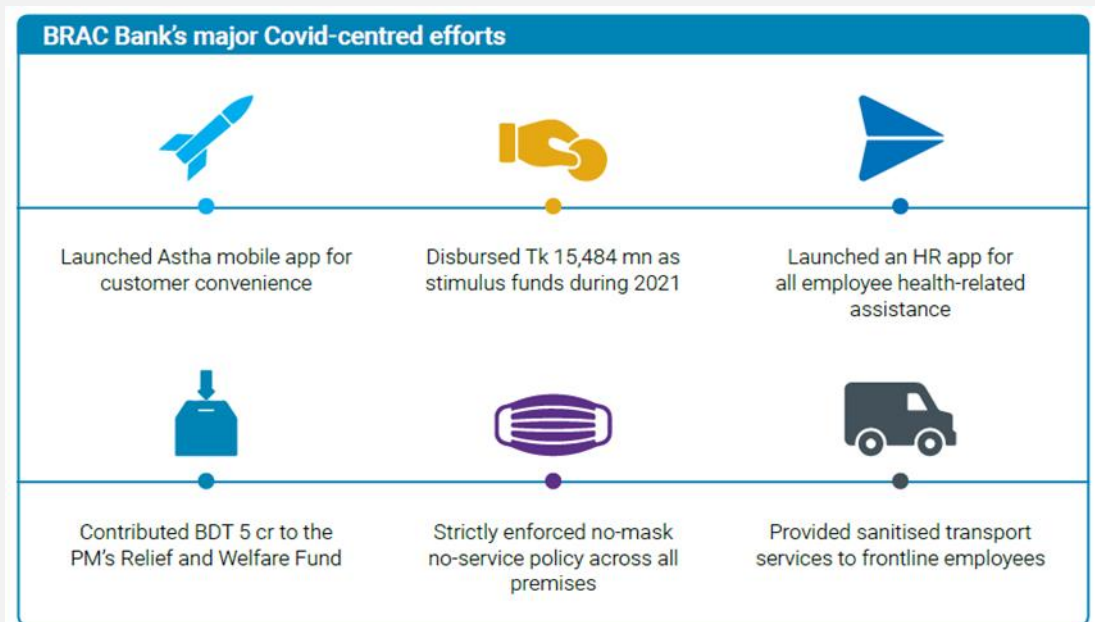 BRAC Bank's major Covid-centred efforts
Launched Astha mobile app for
customer convenience
Disbursed Tk 15,484 mn as
stimulus funds during 2021
Launched an HR app for
all employee health-related
assistance
Contributed BDT 5 cr to the
PM's Relief and Welfare Fund
Strictly enforced no-mask
no-service policy across all
premises
Provided sanitised transport
services to frontline employees